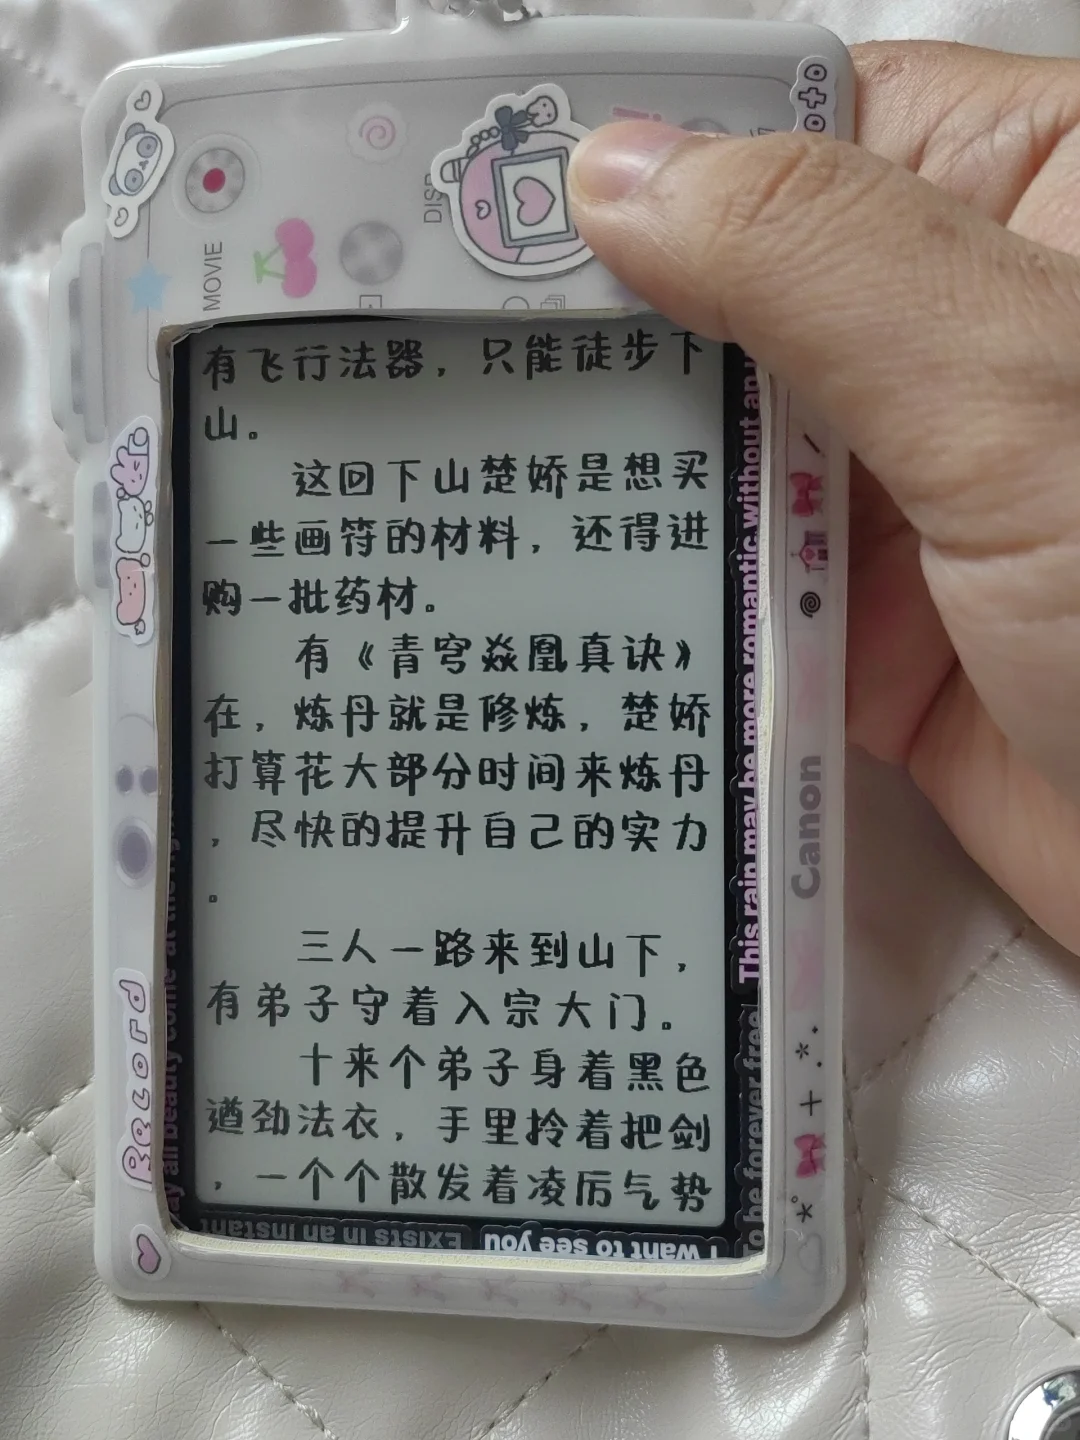 MOVIE
DISP
有飞行法器，只能徒步下
山。
这回下山楚娇是想买
一些画符的材料，还得进
购一批药材。
有《青穹焱凰真诀》
在，炼丹就是修炼，楚娇
打算花大部分时间来炼丹
，尽快的提升自己的实力
。
三人一路来到山下，
有弟子守着入宗大门。
十来个弟子身着黑色
遒劲法衣，手里拎着把剑
，一个个散发着凌厉气势
This rain may be more romantic without an
To be forever free
I want to see you
Exists in an instant
all beauty come at the
Record
Canon